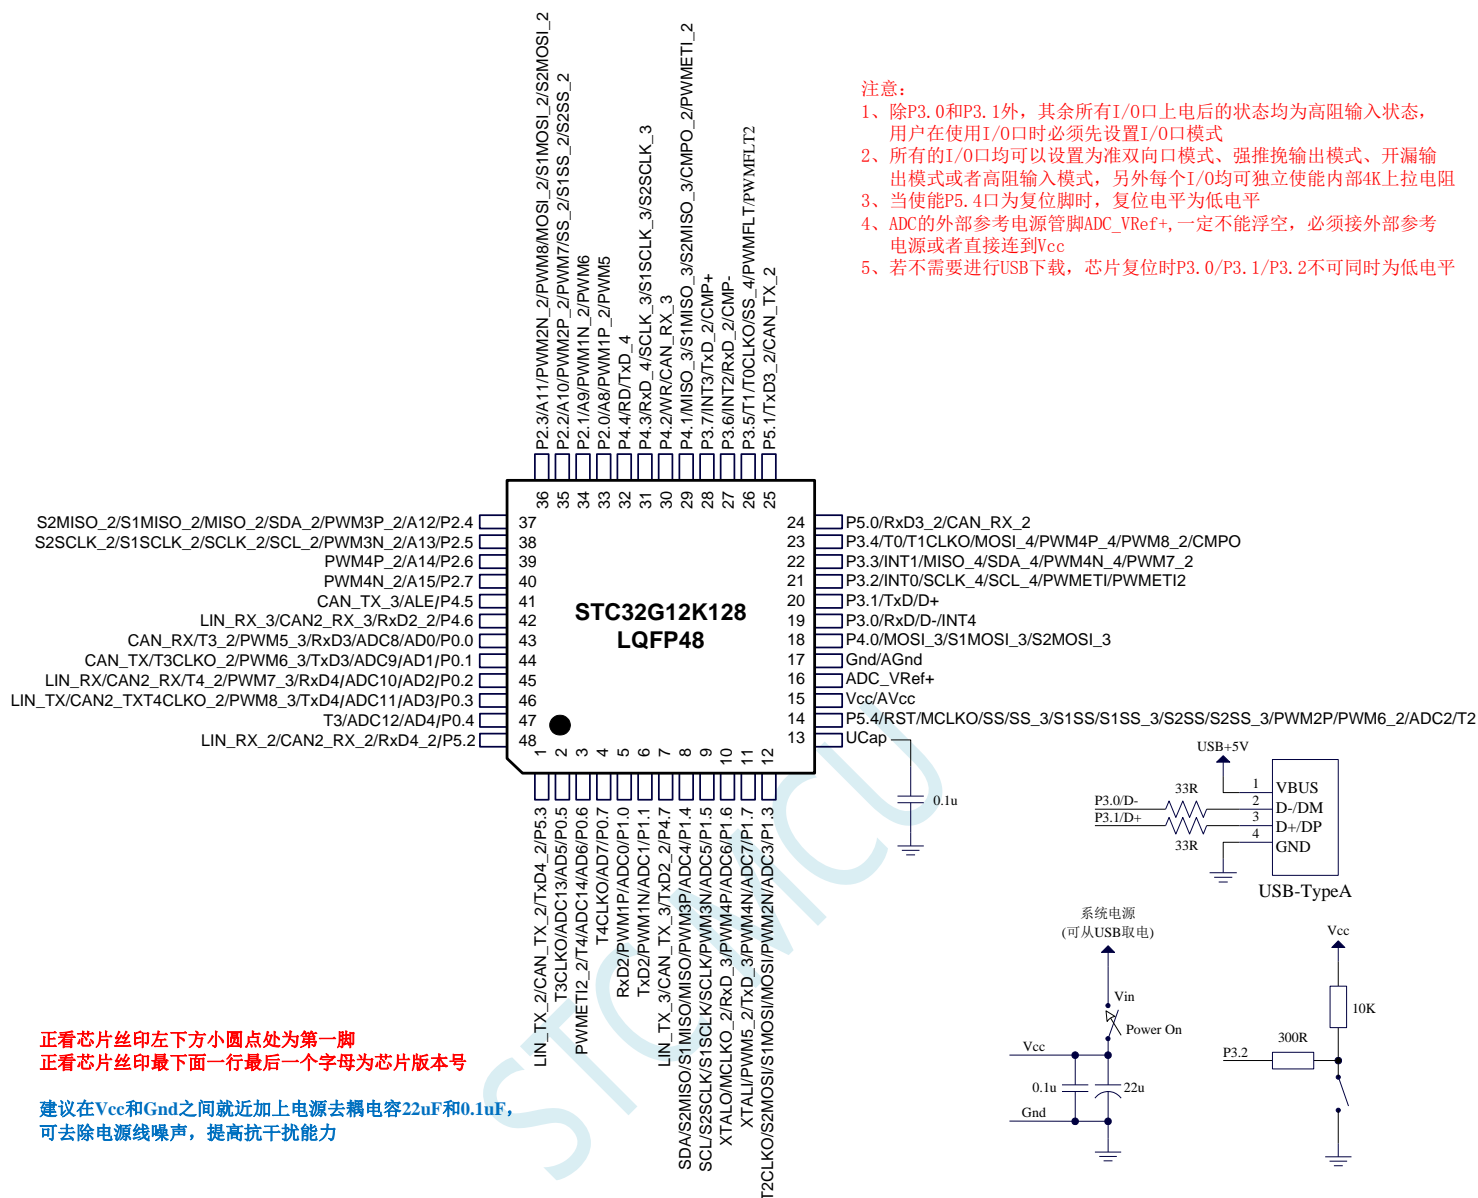 P2.3/A11/PWM2N_2/PWM8/MOSI_2/S1MOSI_2/S2MOSI_2
P2.2/A10/PWM2P_2/PWM7/SS_2/S1SS_2/S2SS_2
P2.1/A9/PWM1N_2/PWM6
P2.0/A8/PWM1P_2/PWM5
P4.4/RD/TxD_4
P4.3/RxD_4/SCLK_3/S1SCLK_3/S2SCLK_3
P4.2/WR/CAN_RX_3
P4.1/MISO_3/S1MISO_3/S2MISO_3/CMPO_2/PWMETI_2
P3.7/INT3/TxD_2/CMP+
P3.6/INT2/RxD_2/CMP-
P3.5/T1/T0CLKO/SS_4/PWMFLT/PWMFLT2
P5.1/TxD3_2/CAN_TX_2
注意：
1、除P3.0和P3.1外，其余所有I/O口上电后的状态均为高阻输入状态，
用户在使用I/O口时必须先设置I/O口模式
2、所有的I/O口均可以设置为准双向口模式、强推挽输出模式、开漏输
出模式或者高阻输入模式，另外每个I/O均可独立使能内部4K上拉电阻
3、当使能P5.4口为复位脚时，复位电平为低电平
4、ADC的外部参考电源管脚ADC_VRef+,一定不能浮空，必须接外部参考
电源或者直接连到Vcc
5、若不需要进行USB下载，芯片复位时P3.0/P3.1/P3.2不可同时为低电平
36 35 34 33 32 31 30 29 28 27 26 25
S2MISO_2/S1MISO_2/MISO_2/SDA_2/PWM3P_2/A12/P2.4 37
S2SCLK_2/S1SCLK_2/SCLK_2/SCL_2/PWM3N_2/A13/P2.5 38
PWM4P_2/A14/P2.6 39
PWM4N_2/A15/P2.7 40
CAN_TX_3/ALE/P4.5 41
LIN_RX_3/CAN2_RX_3/RxD2_2/P4.6 42
CAN_RX/T3_2/PWM5_3/RxD3/ADC8/AD0/P0.0 43
CAN_TX/T3CLKO_2/PWM6_3/TxD3/ADC9/AD1/P0.1 44
LIN_RX/CAN2_RX/T4_2/PWM7_3/RxD4/ADC10/AD2/P0.2 45
LIN_TX/CAN2_TXT4CLKO_2/PWM8_3/TxD4/ADC11/AD3/P0.3 46
T3/ADC12/AD4/P0.4 47
LIN_RX_2/CAN2_RX_2/RxD4_2/P5.2 48
STC32G12K128
LQFP48
24 P5.0/RxD3_2/CAN_RX_2
23 P3.4/T0/T1CLKO/MOSI_4/PWM4P_4/PWM8_2/CMPO
22 P3.3/INT1/MISO_4/SDA_4/PWM4N_4/PWM7_2
21 P3.2/INT0/SCLK_4/SCL_4/PWMETI/PWMETI2
20 P3.1/TxD/D+
19 P3.0/RxD/D-/INT4
18 P4.0/MOSI_3/S1MOSI_3/S2MOSI_3
17 Gnd/AGnd
16 ADC_VRef+
15 Vcc/AVcc
14 P5.4/RST/MCLKO/SS/SS_3/S1SS/S1SS_3/S2SS/S2SS_3/PWM2P/PWM6_2/ADC2/T2
13 UCap
1 2 3 4 5 6 7 8 9 10 11 12
LIN_TX_2/CAN_TX_2/TxD4_2/P5.3
T3CLKO/ADC13/AD5/P0.5
PWMETI2_2/T4/ADC14/AD6/P0.6
T4CLKO/AD7/P0.7
RxD2/PWM1P/ADC0/P1.0
TxD2/PWM1N/ADC1/P1.1
LIN_TX_3/CAN_TX_3/TxD2_2/P4.7
SDA/S2MISO/S1MISO/MISO/PWM3P/ADC4/P1.4
SCL/S2SCLK/S1SCLK/SCLK/PWM3N/ADC5/P1.5
XTALO/MCLKO_2/RxD_3/PWM4P/ADC6/P1.6
XTALI/PWM5_2/TxD_3/PWM4N/ADC7/P1.7
T2CLKO/S2MOSI/S1MOSI/MOSI/PWM2N/ADC3/P1.3
0.1u
USB+5V
33R
P3.0/D-
P3.1/D+
33R
1 VBUS
2 D-/DM
3 D+/DP
4 GND
USB-TypeA
系统电源
(可从USB取电)
Vin
Power On
Vcc
0.1u
22u
Gnd
Vcc
10K
300R
P3.2
正看芯片丝印左下方小圆点处为第一脚
正看芯片丝印最下面一行最后一个字母为芯片版本号
建议在Vcc和Gnd之间就近加上电源去耦电容22uF和0.1uF，
可去除电源线噪声，提高抗干扰能力
STCMCU